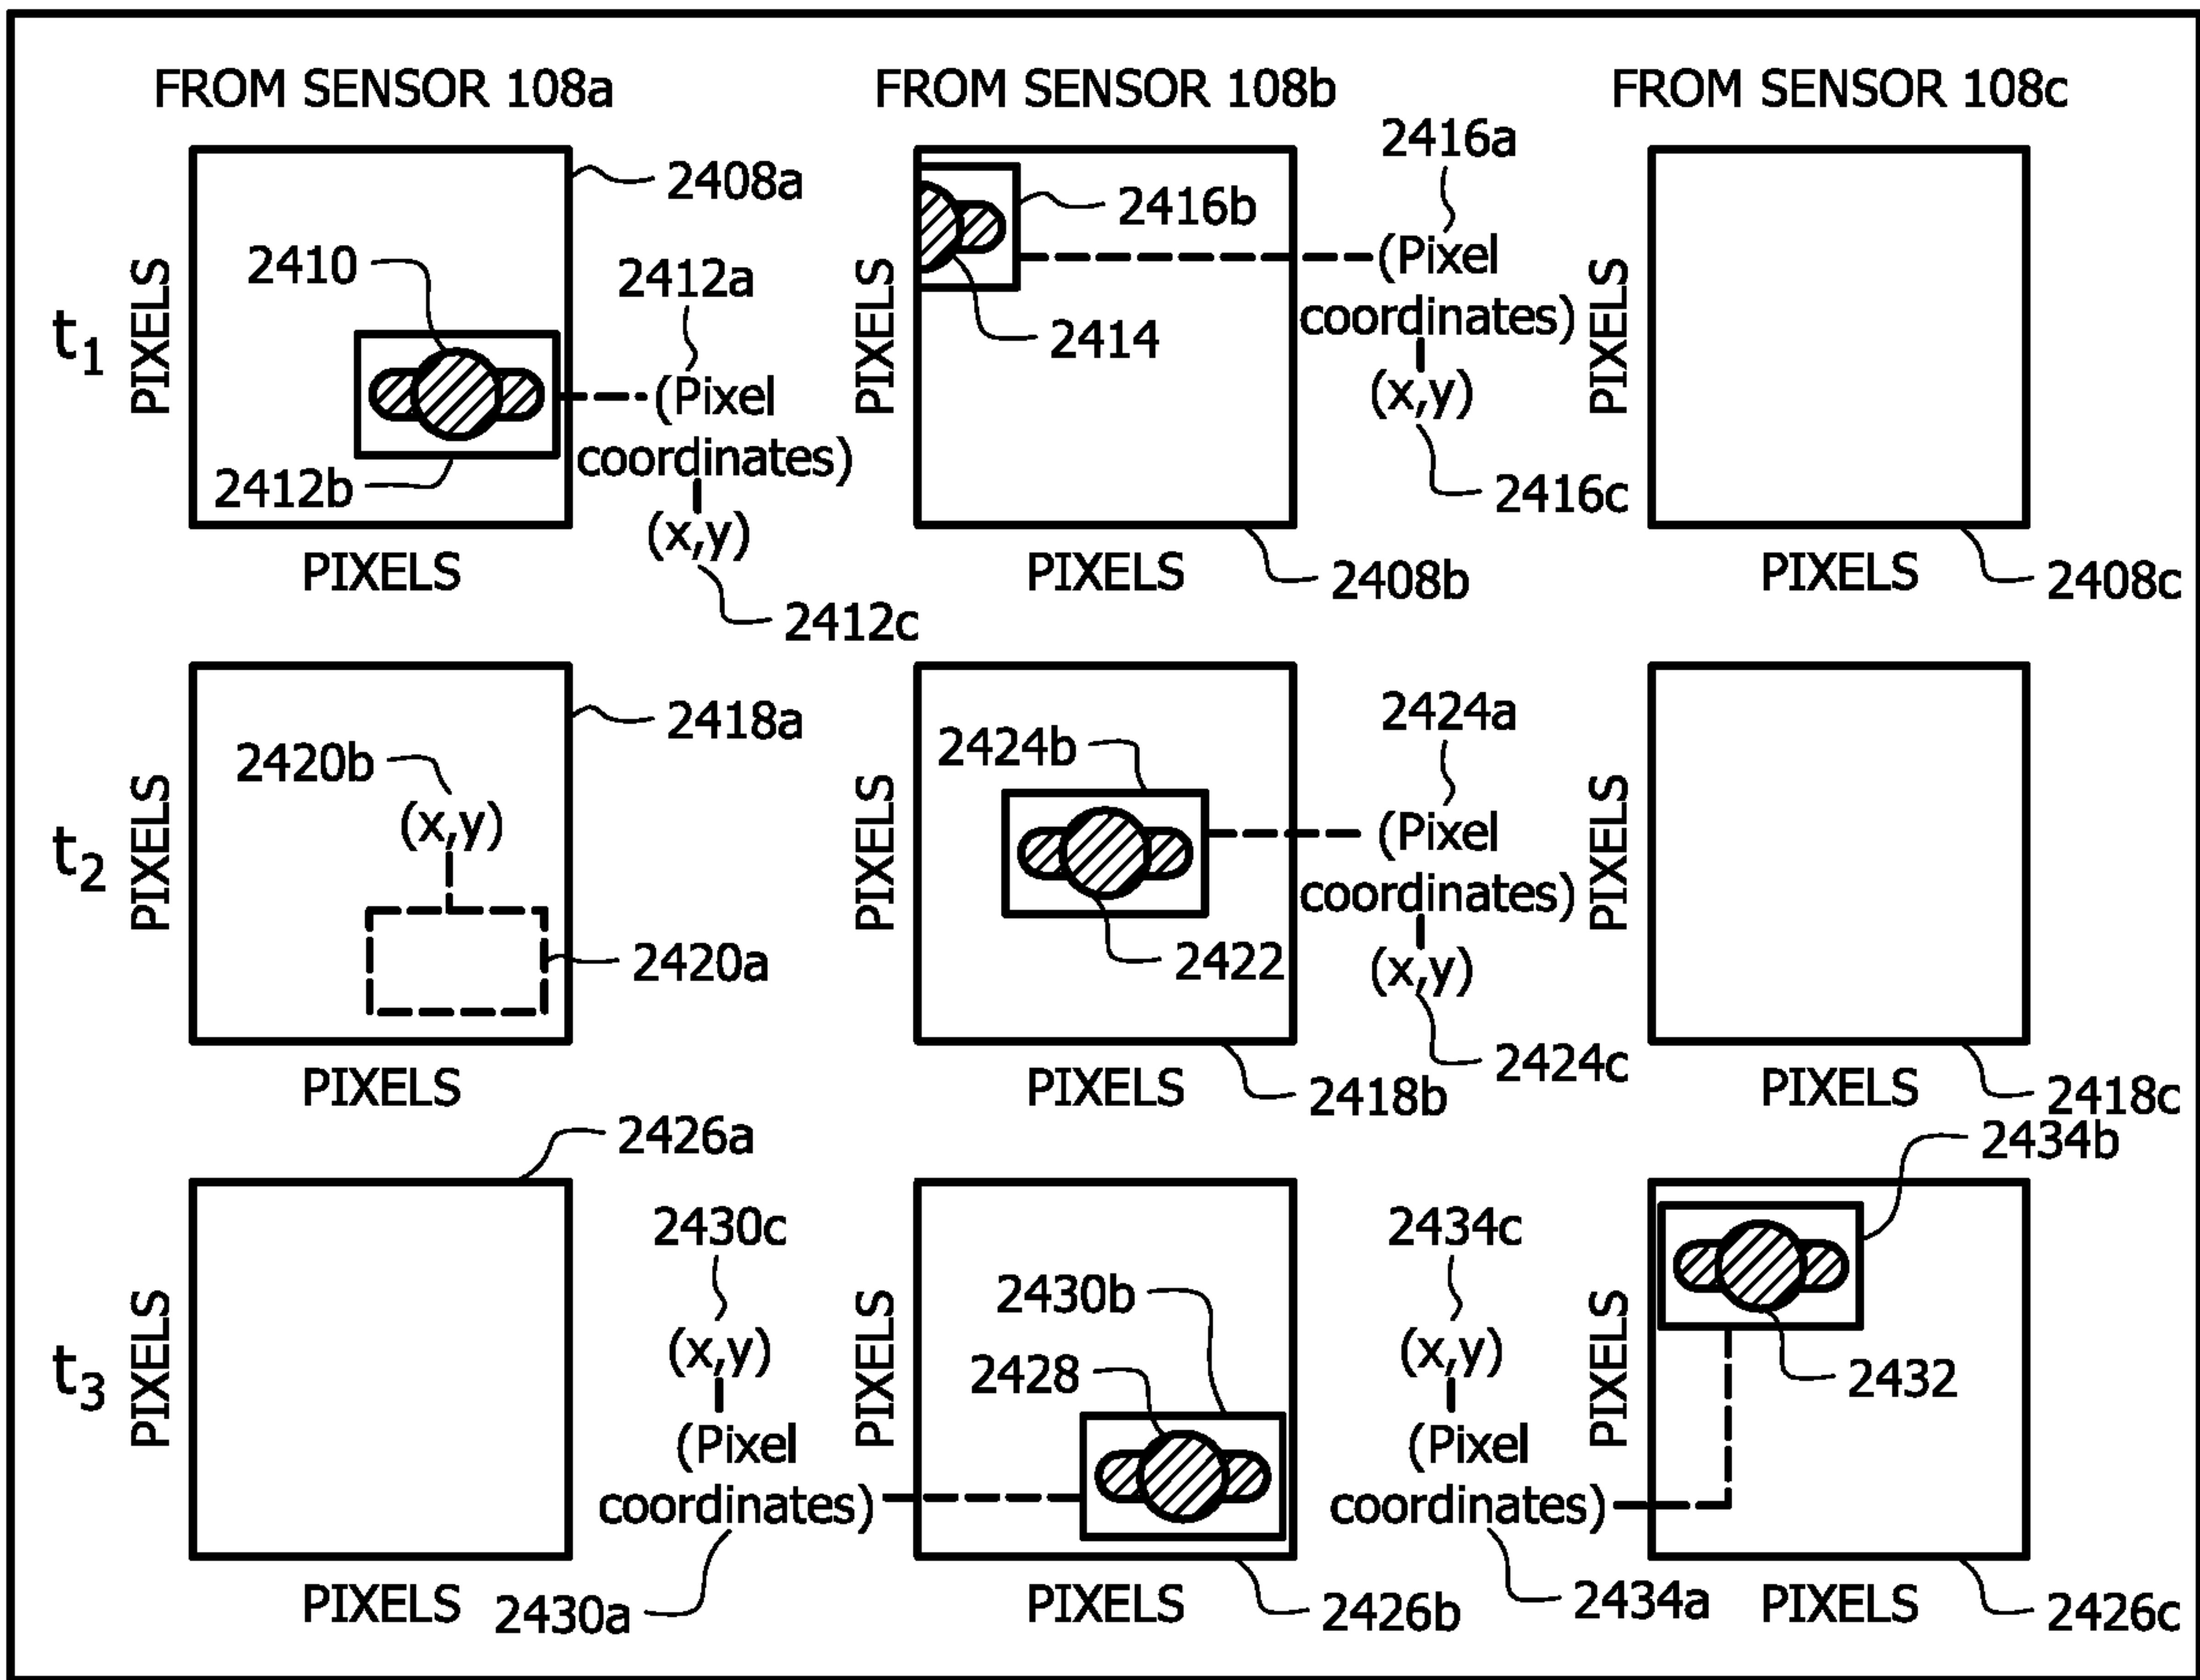 FROM SENSOR 108a
FROM SENSOR 108b
FROM SENSOR 108c
t1
PIXELS
2408a
2410
2412a
(Pixel
coordinates)
2412b
(x,y)
PIXELS
2412c
PIXELS
2416b
2414
2416a
(Pixel
coordinates)
(x,y)
2416c
PIXELS
2408b
PIXELS
PIXELS
2408c
t2
PIXELS
2418a
2420b
(x,y)
2420a
PIXELS
PIXELS
2424b
2422
2424a
(Pixel
coordinates)
(x,y)
2424c
PIXELS
2418b
PIXELS
PIXELS
2418c
t3
PIXELS
2426a
PIXELS
2430c
(x,y)
(Pixel
coordinates)
2430a
PIXELS
2430b
2428
PIXELS
2426b
2434c
(x,y)
(Pixel
coordinates)
2434a
PIXELS
2434b
2432
PIXELS
2426c